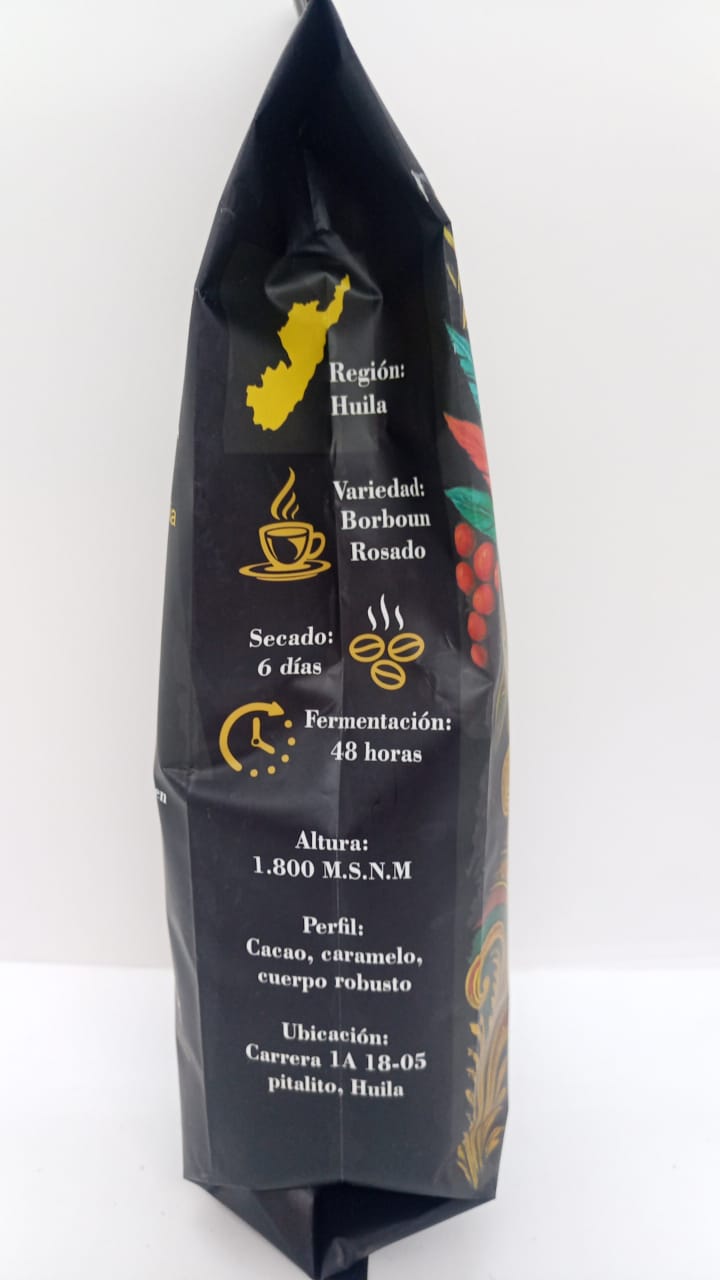 Región:
Huila
Variedad:
Borboun
Rosado
Secado:
6 días
Fermentación:
48 horas
Altura:
1.800 M.S.N.M
Perfil:
Cacao, caramelo,
cuerpo robusto
Ubicación:
Carrera 1A 18-05
pitalito, Huila